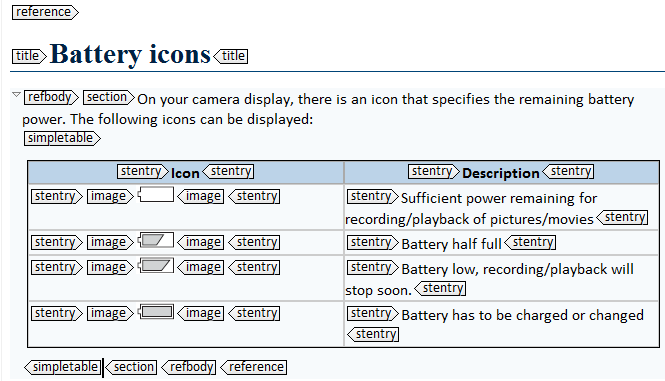 reference
title Battery icons title
refbody section On your camera display, there is an icon that specifies the remaining battery
power. The following icons can be displayed:
simpletable
stentry Icon stentry stentry Description stentry
stentry image image stentry stentry Sufficient power remaining for
recording/playback of pictures/movies stentry
stentry image image stentry stentry Battery half full stentry
stentry image image stentry stentry Battery low, recording/playback will
stop soon. stentry
stentry image image stentry stentry Battery has to be charged or changed
stentry
simpletable section refbody reference